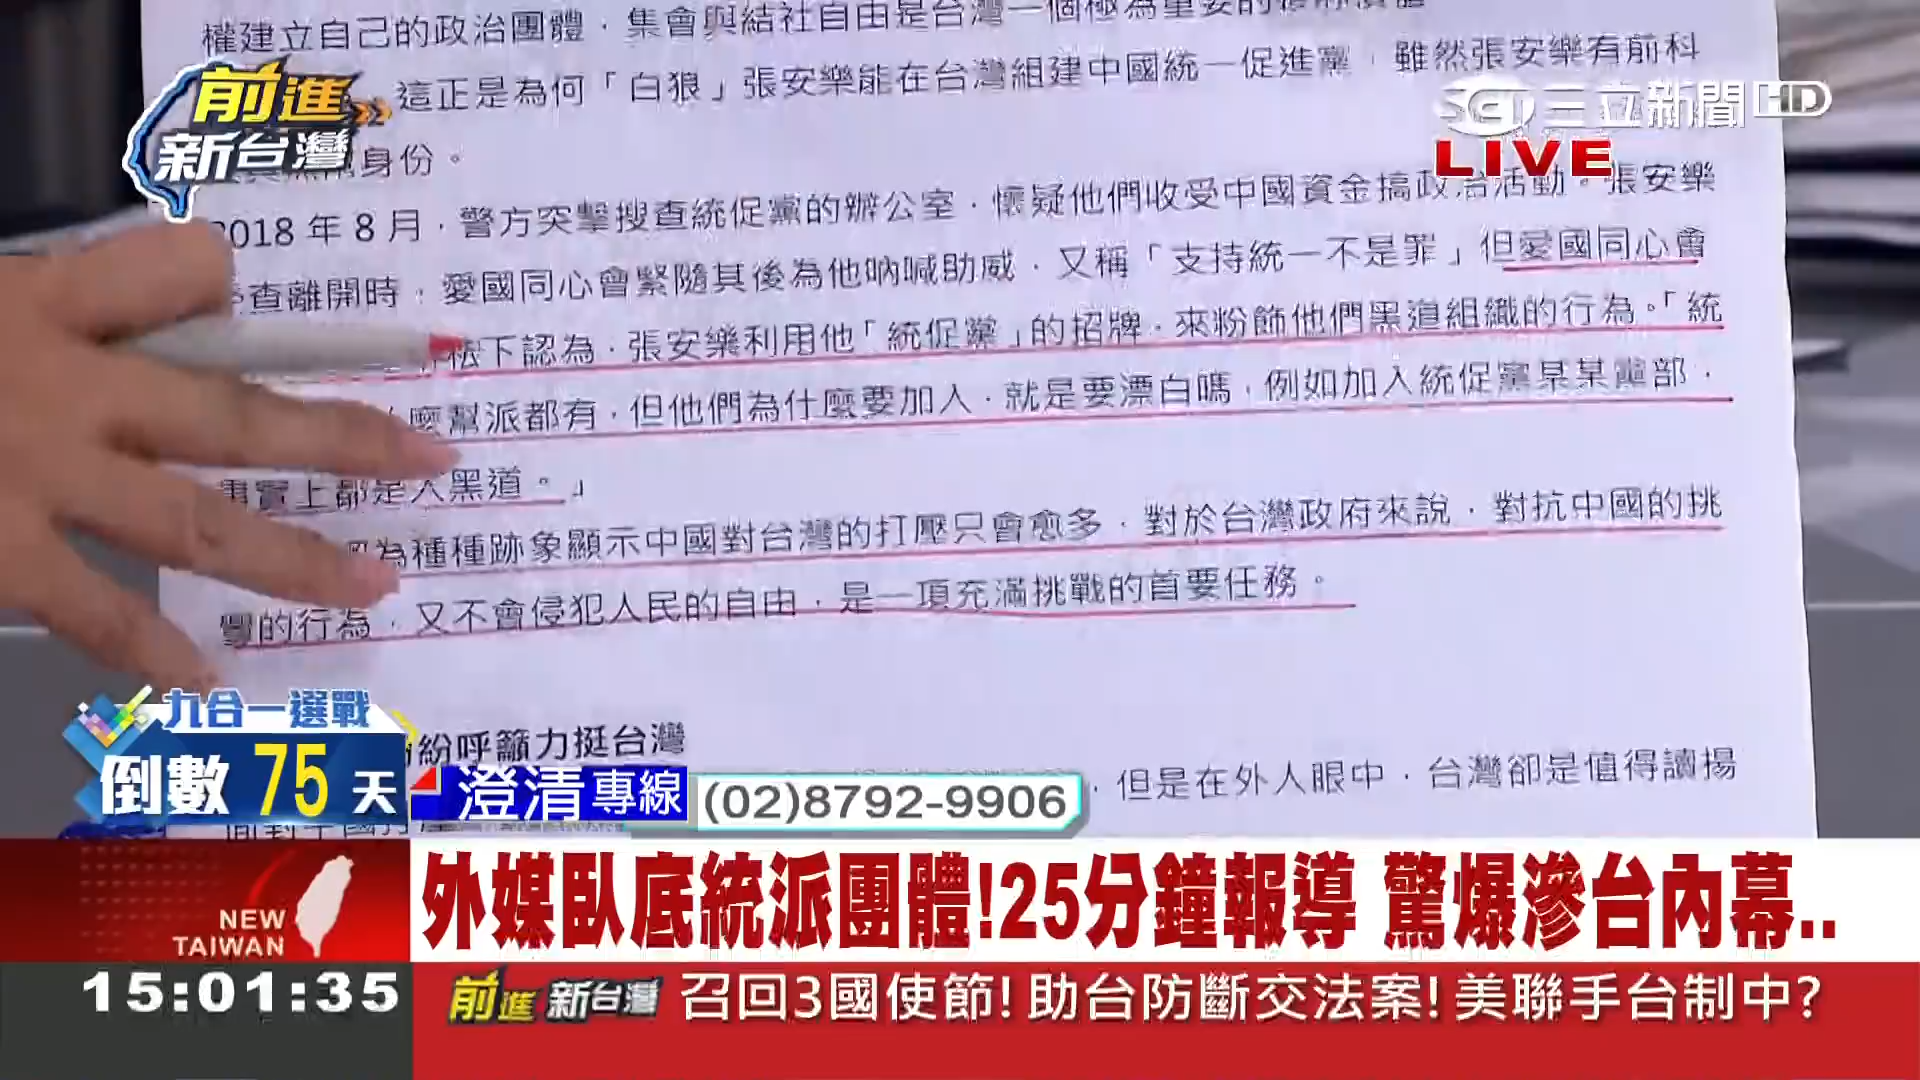 權建立自己的政治團體，集會與結社自由是台灣一個極為重要的
這正是為何「白狼」張安樂能在台灣組建中國統一促進黨，雖然張安樂有前科
身份。
2018 年 8 月，警方突擊搜查統促黨的辦公室，懷疑他們收受中國資金搞政治活動。張安樂
查離開時，愛國同心會緊隨其後為他吶喊助威，又稱「支持統一不是罪」但愛國同心會
下認為，張安樂利用他「統促黨」的招牌，來粉飾他們黑道組織的行為。「統
麼幫派都有，但他們為什麼要加入，就是要漂白嗎，例如加入統促黨某某黨部，
事實上都是人黑道。」
為種種跡象顯示中國對台灣的打壓只會愈多，對於台灣政府來說，對抗中國的挑
釁的行為，又不會侵犯人民的自由，是一項充滿挑戰的首要任務。
紛呼籲力挺台灣
，但是在外人眼中，台灣卻是值得讚揚
前進
新台灣
SET 三立新聞 HD
LIVE
九合一選戰
倒數 75 天
澄清專線 (02)8792-9906
NEW
TAIWAN
外媒臥底統派團體!25分鐘報導 驚爆滲台內幕..
15:01:35
前進新台灣 召回3國使節!助台防斷交法案!美聯手台制中?